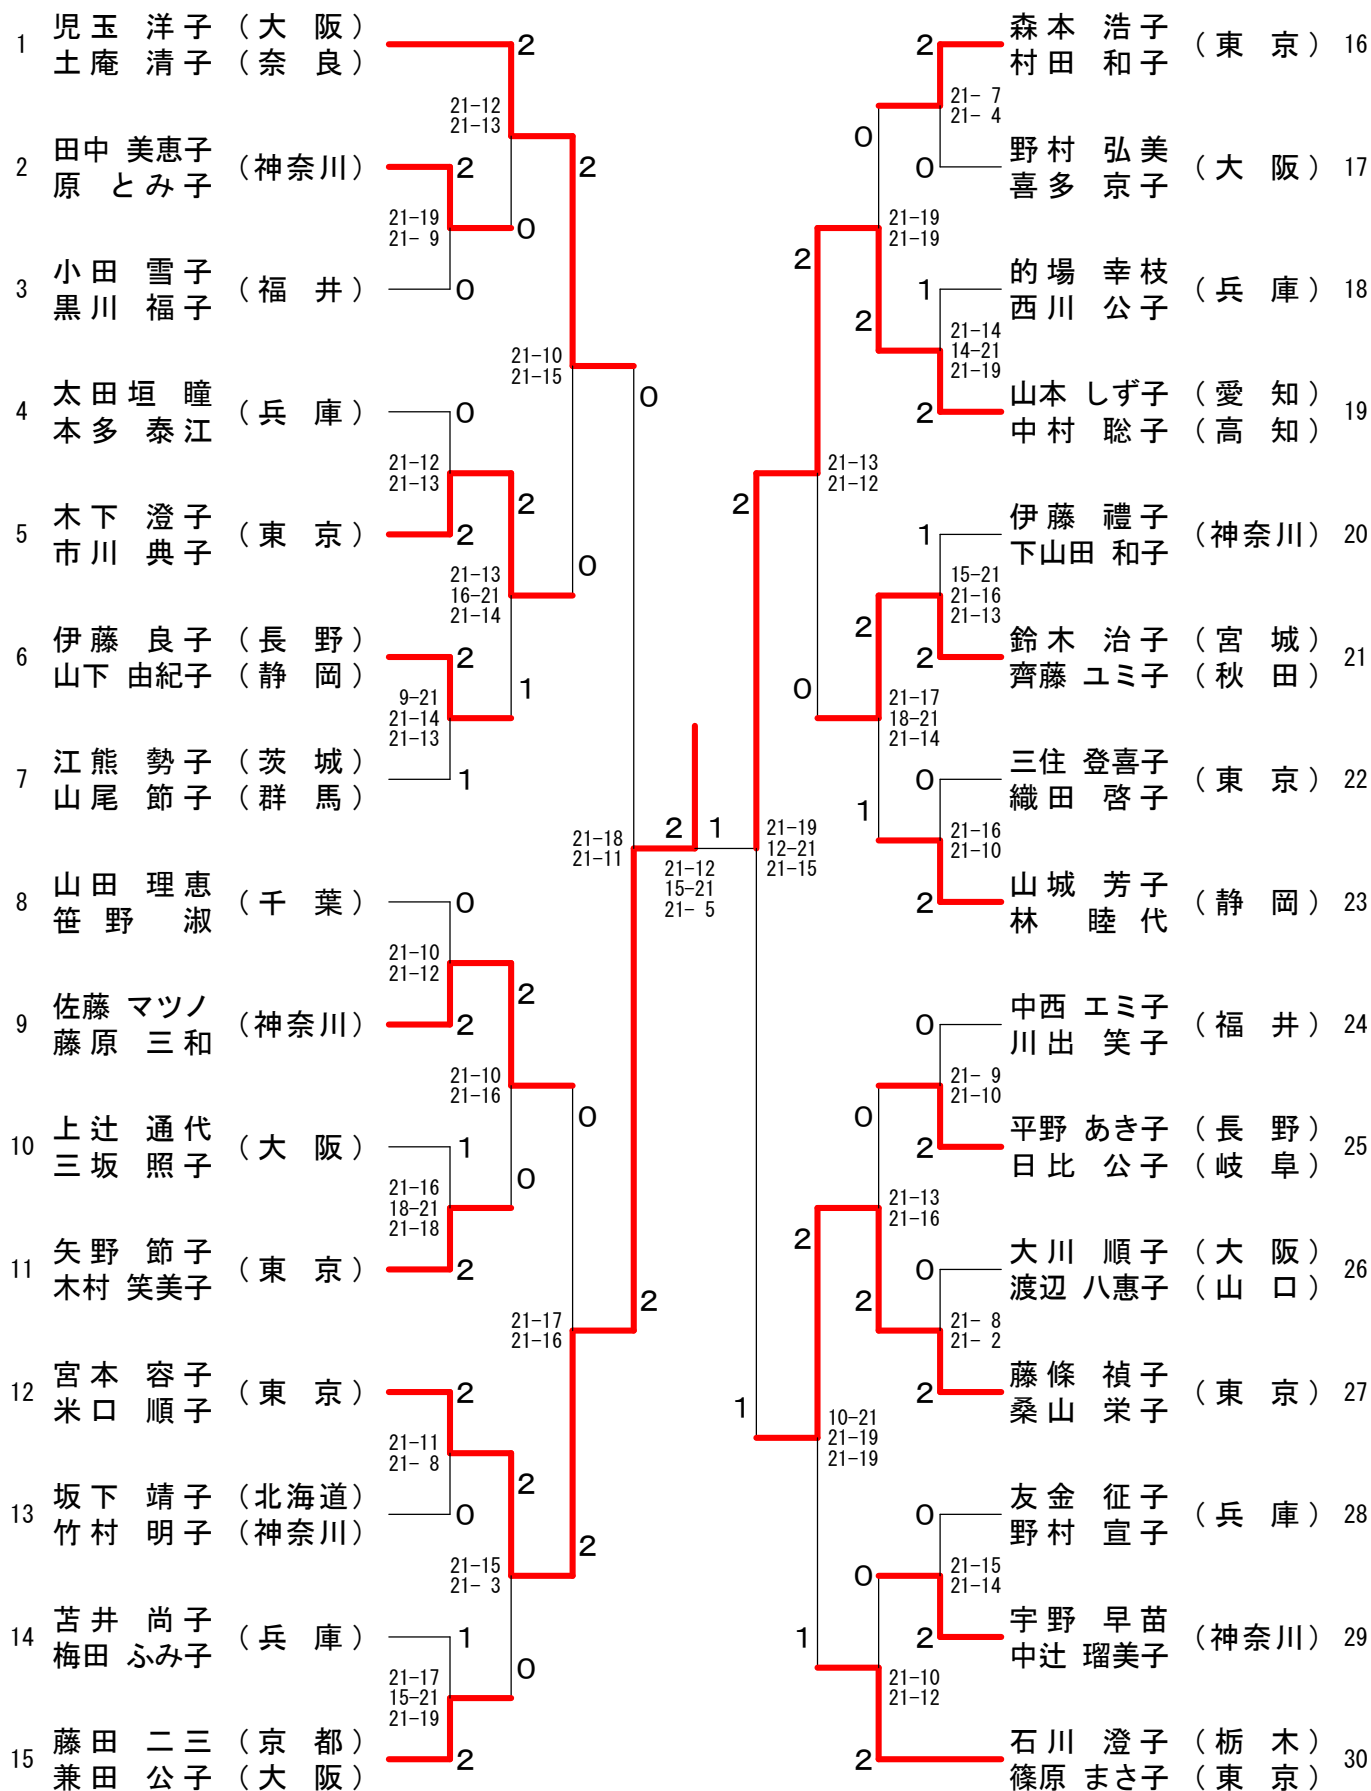 1 児玉 洋子 (大 阪)
土庵 清子 (奈 良)
2
21-12
21-13
2 田中 美恵子 (神奈川)
原 とみ子
2
2
21-19
21- 9
0
3 小田 雪子 (福 井)
黒川 福子
0
21-10
21-15
0
4 太田垣 瞳 (兵 庫)
本多 泰江
0
21-12
21-13
2
5 木下 澄子 (東 京)
市川 典子
2
0
21-13
16-21
21-14
6 伊藤 良子 (長 野)
山下 由紀子 (静 岡)
2
1
9-21
21-14
21-13
7 江熊 勢子 (茨 城)
山尾 節子 (群 馬)
1
21-18
21-11
2
1
21-12
15-21
21- 5
8 山田 理恵 (千 葉)
笹野 淑
0
21-10
21-12
2
9 佐藤 マツノ (神奈川)
藤原 三和
2
21-10
21-16
0
10 上辻 通代 (大 阪)
三坂 照子
1
0
21-16
18-21
21-18
11 矢野 節子 (東 京)
木村 笑美子
2
2
21-17
21-16
12 宮本 容子 (東 京)
米口 順子
2
21-11
21- 8
2
13 坂下 靖子 (北海道)
竹村 明子 (神奈川)
0
2
21-15
21- 3
14 苫井 尚子 (兵 庫)
梅田 ふみ子
1
0
21-17
15-21
21-19
15 藤田 二三 (京 都)
兼田 公子 (大 阪)
2
2
森本 浩子 (東 京) 16
村田 和子
21- 7
21- 4
0
0
野村 弘美 (大 阪) 17
喜多 京子
21-19
21-19
2
1
的場 幸枝 (兵 庫) 18
西川 公子
2
21-14
14-21
21-19
2
山本 しず子 (愛 知) 19
中村 聡子 (高 知)
21-13
21-12
2
1
伊藤 禮子 (神奈川) 20
下山田 和子
15-21
21-16
21-13
2
2
鈴木 治子 (宮 城) 21
齊藤 ユミ子 (秋 田)
0
21-17
18-21
21-14
0
三住 登喜子 (東 京) 22
織田 啓子
1
21-16
21-10
21-19
12-21
21-15
2
山城 芳子 (静 岡) 23
林 睦代
0
中西 エミ子 (福 井) 24
川出 笑子
21- 9
21-10
0
2
平野 あき子 (長 野) 25
日比 公子 (岐 阜)
21-13
21-16
2
0
大川 順子 (大 阪) 26
渡辺 八惠子 (山 口)
2
21- 8
21- 2
2
藤條 禎子 (東 京) 27
桑山 栄子
1
10-21
21-19
21-19
0
友金 征子 (兵 庫) 28
野村 宣子
21-15
21-14
0
2
宇野 早苗 (神奈川) 29
中辻 瑠美子
1
21-10
21-12
2
石川 澄子 (栃 木) 30
篠原 まさ子 (東 京)